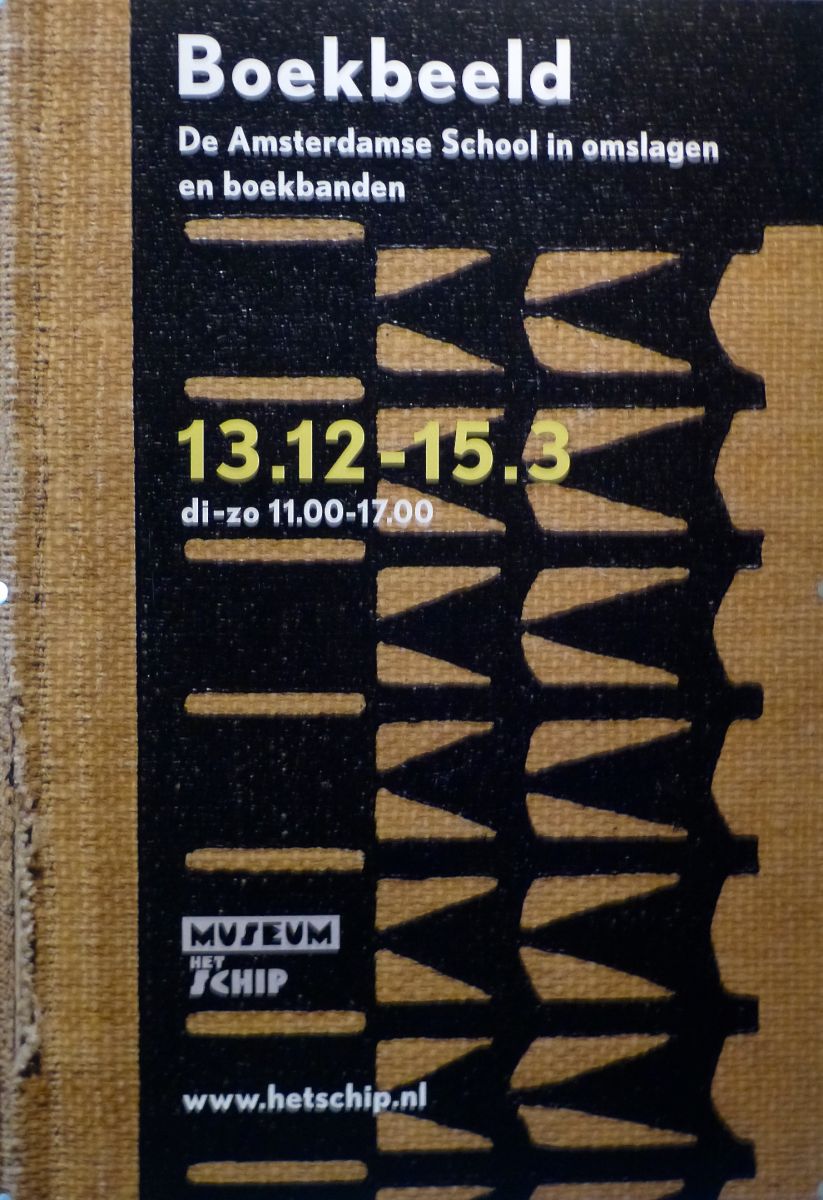 Boekbeeld
De Amsterdamse School in omslagen
en boekbanden
13.12-15.3
di-zo 11.00-17.00
MUSEUM
HET
SCHIP
www.hetschip.nl